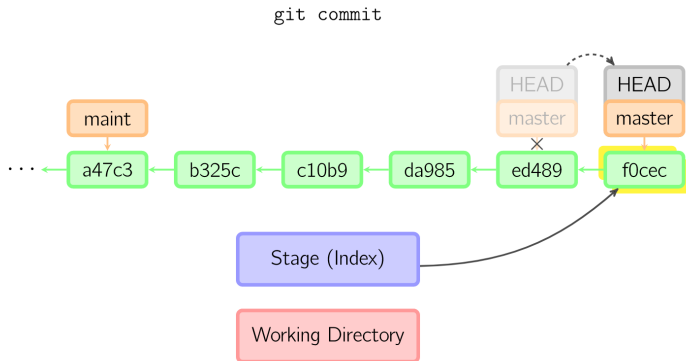 git commit
HEAD HEAD
maint master master
... a47c3 b325c c10b9 da985 ed489 f0cec
Stage (Index)
Working Directory